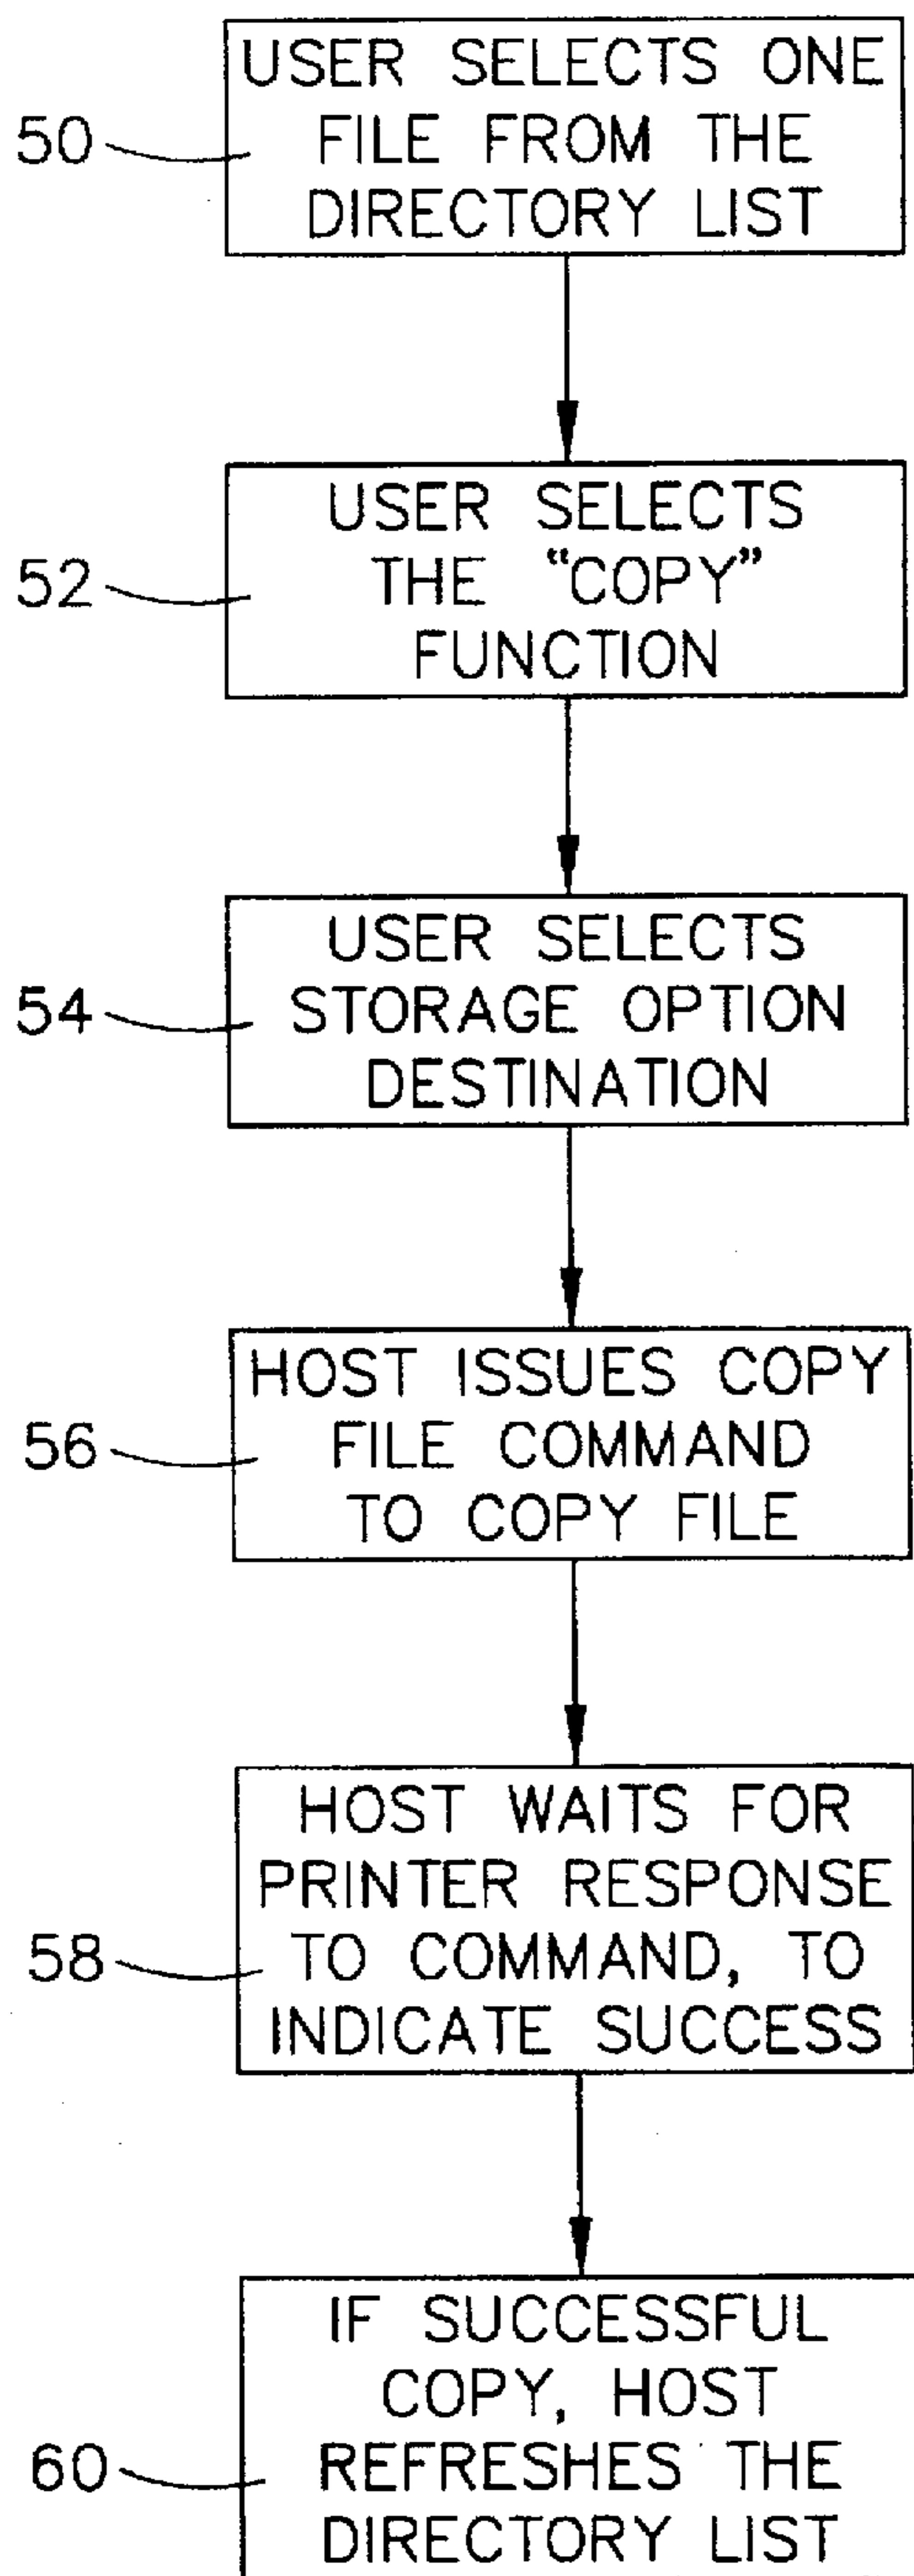 USER SELECTS ONE
50
FILE FROM THE
DIRECTORY LIST
USER SELECTS
52
THE “COPY”
FUNCTION
USER SELECTS
54
STORAGE OPTION
DESTINATION
HOST ISSUES COPY
56
FILE COMMAND
TO COPY FILE
HOST WAITS FOR
PRINTER RESPONSE
58
TO COMMAND, TO
INDICATE SUCCESS
IF SUCCESSFUL
COPY, HOST
60
REFRESHES THE
DIRECTORY LIST